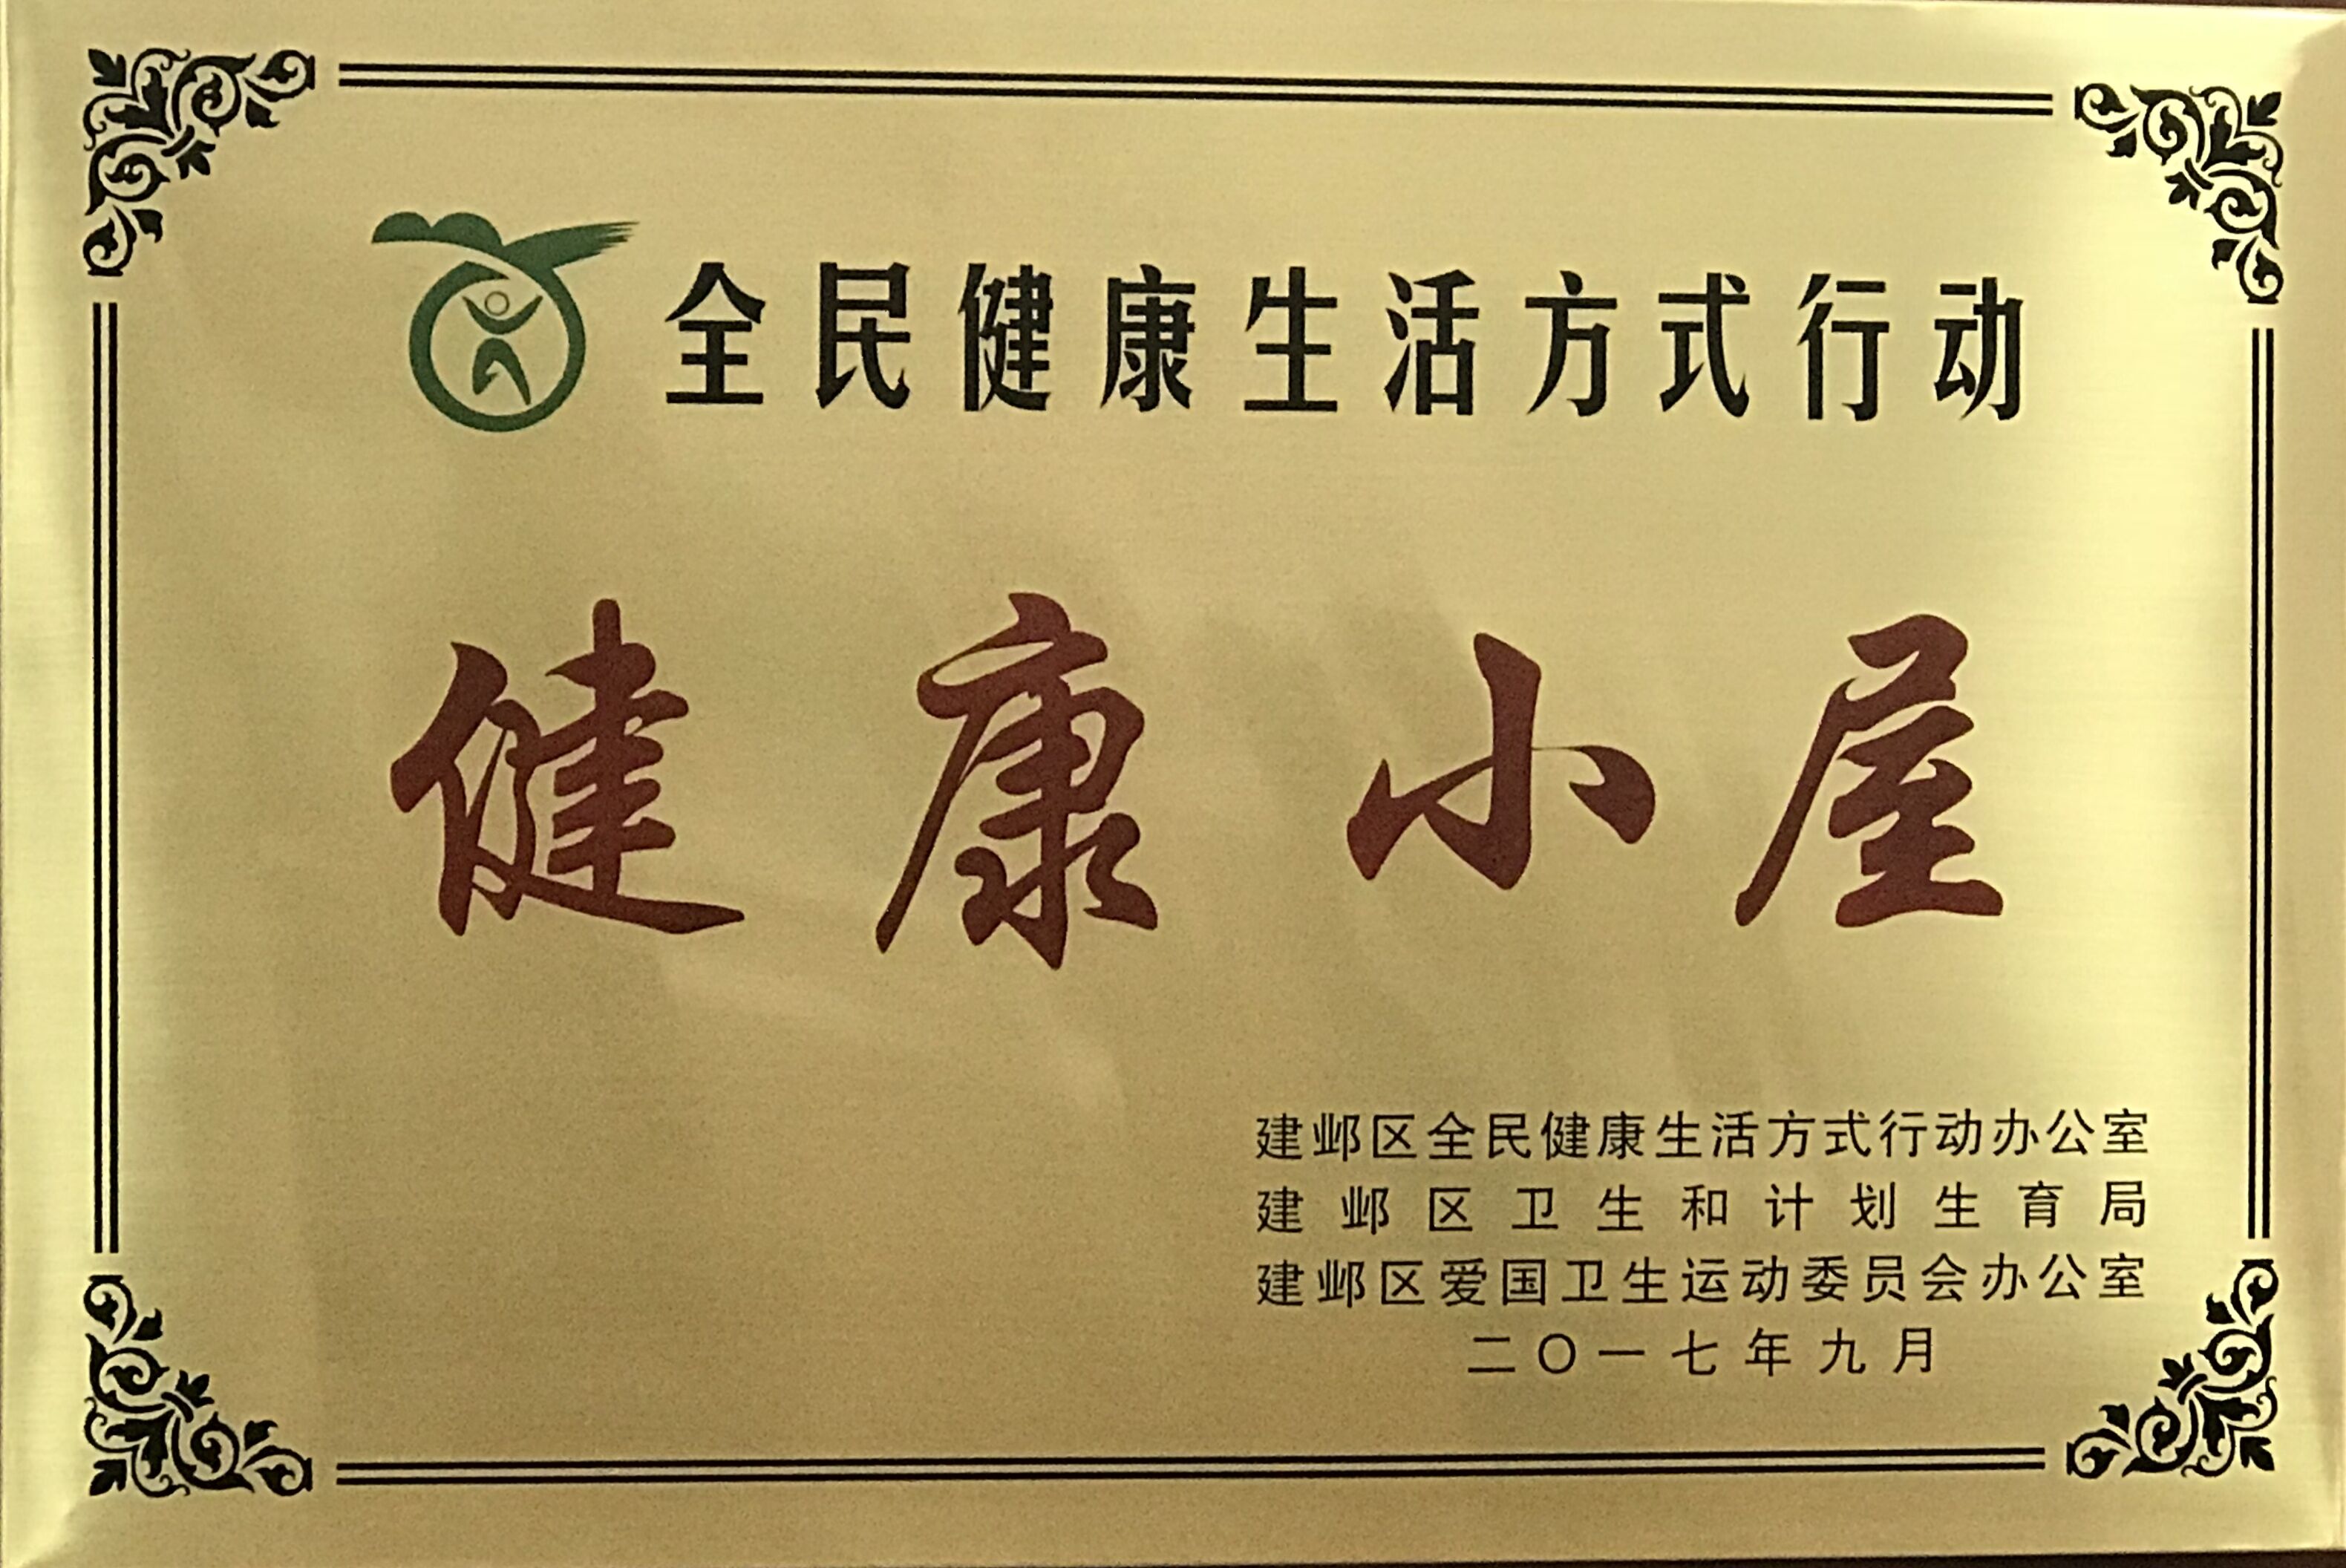 全民健康生活方式行动
健康小屋
建邺区全民健康生活方式行动办公室
建邺区卫生和计划生育局
建邺区爱国卫生运动委员会办公室
二〇一七年九月